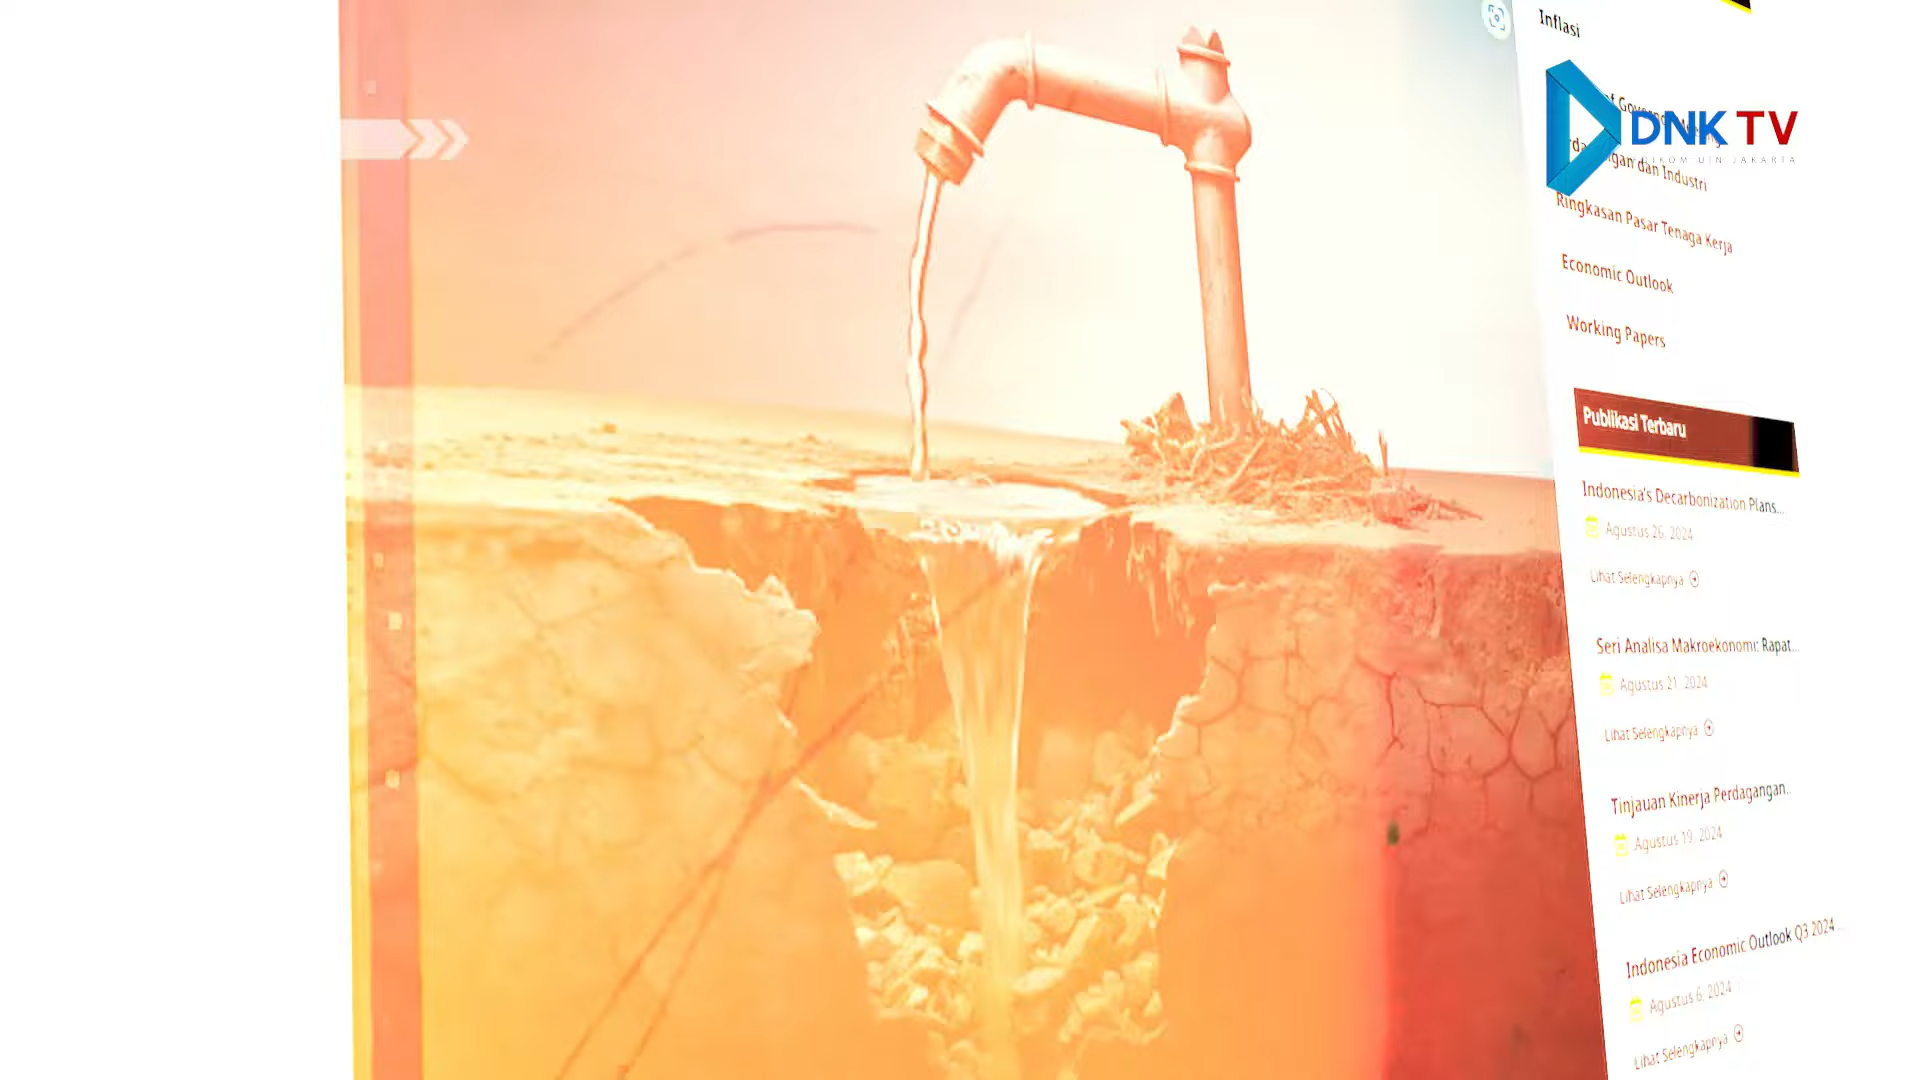 Inflasi
DNK TV
dan Industri
Ringkasan Pasar Tenaga Kerja
Economic Outlook
Working Papers
Publikasi Terbaru
Indonesia's Decarbonization Plans...
Agustus 26, 2024
Lihat Selengkapnya
Seri Analisa Makroekonomi: Rapat...
Agustus 21, 2024
Lihat Selengkapnya
Tinjauan Kinerja Perdagangan...
Agustus 19, 2024
Lihat Selengkapnya
Indonesia Economic Outlook Q3 2024 ...
Agustus 6, 2024
Lihat Selengkapnya